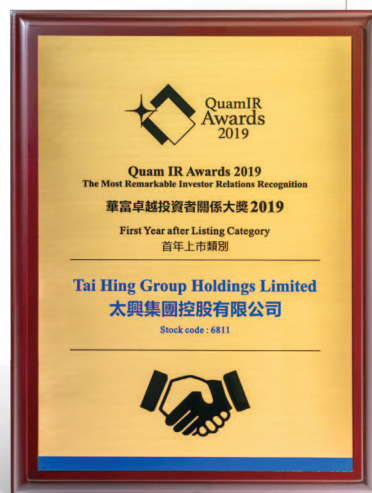 QuamIR
Awards
2019
Quam IR Awards 2019
The Most Remarkable Investor Relations Recognition
華富卓越投資者關係大獎2019
First Year after Listing Category
首年上市類別
Tai Hing Group Holdings Limited
太興集團控股有限公司
Stock code : 6811